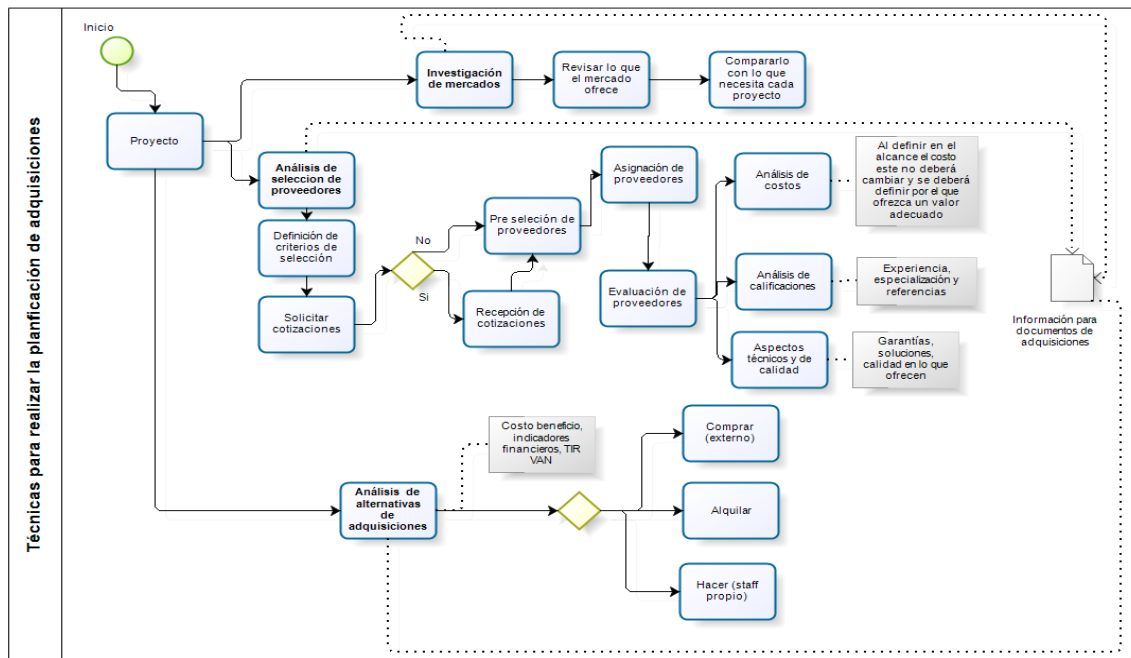 Técnicas para realizar la planficación de adquisiciones
Inicio
Proyecto
Investigación
de mercados
Revisar lo que
el mercado
ofrece
Compararlo
con lo que
necesita cada
proyecto
Análisis de
seleccion de
proveedores
Definición de
criterios de
selección
Solicitar
cotizaciones
No
Si
Pre seleción de
proveedores
Recepción de
cotizaciones
Asignación de
proveedores
Evaluación de
proveedores
Análisis de
costos
Al definir en el
alcance el costo
este no deberá
cambiar y se deberá
definir por el que
ofrezca un valor
adecuado
Análisis de
calificaciones
Experiencia,
especialización y
referencias
Aspectos
técnicos y de
calidad
Garantías,
soluciones,
calidad en lo que
ofrecen
Información para
documentos de
adquisiciones
Costo beneficio,
indicadores
financieros, TIR
VAN
Análisis de
alternativas
de
adquisiciones
Comprar
(externo)
Alquilar
Hacer (staff
propio)